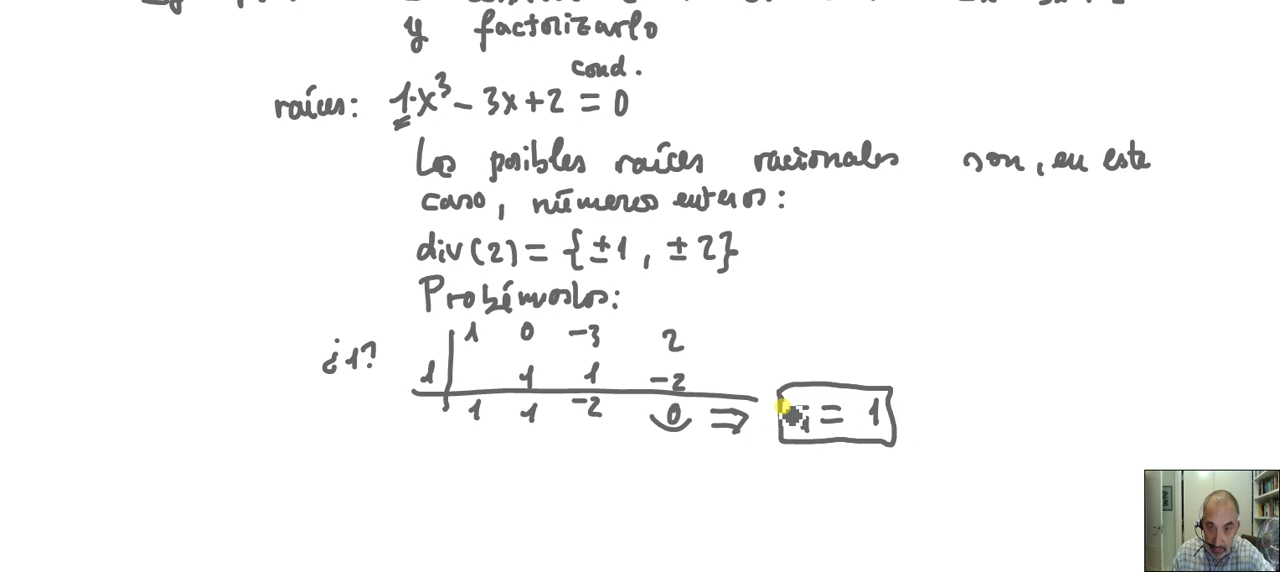 y factorizarlo
cond.
raíces: 1·x³ - 3x + 2 = 0
Las posibles raíces racionales son, en este
caso, números enteros:
div(2) = {±1, ±2}
Probémoslos:
¿1?
1 0 -3 2
1 1 1 -2
1 1 -2 0 ⇒ = 1